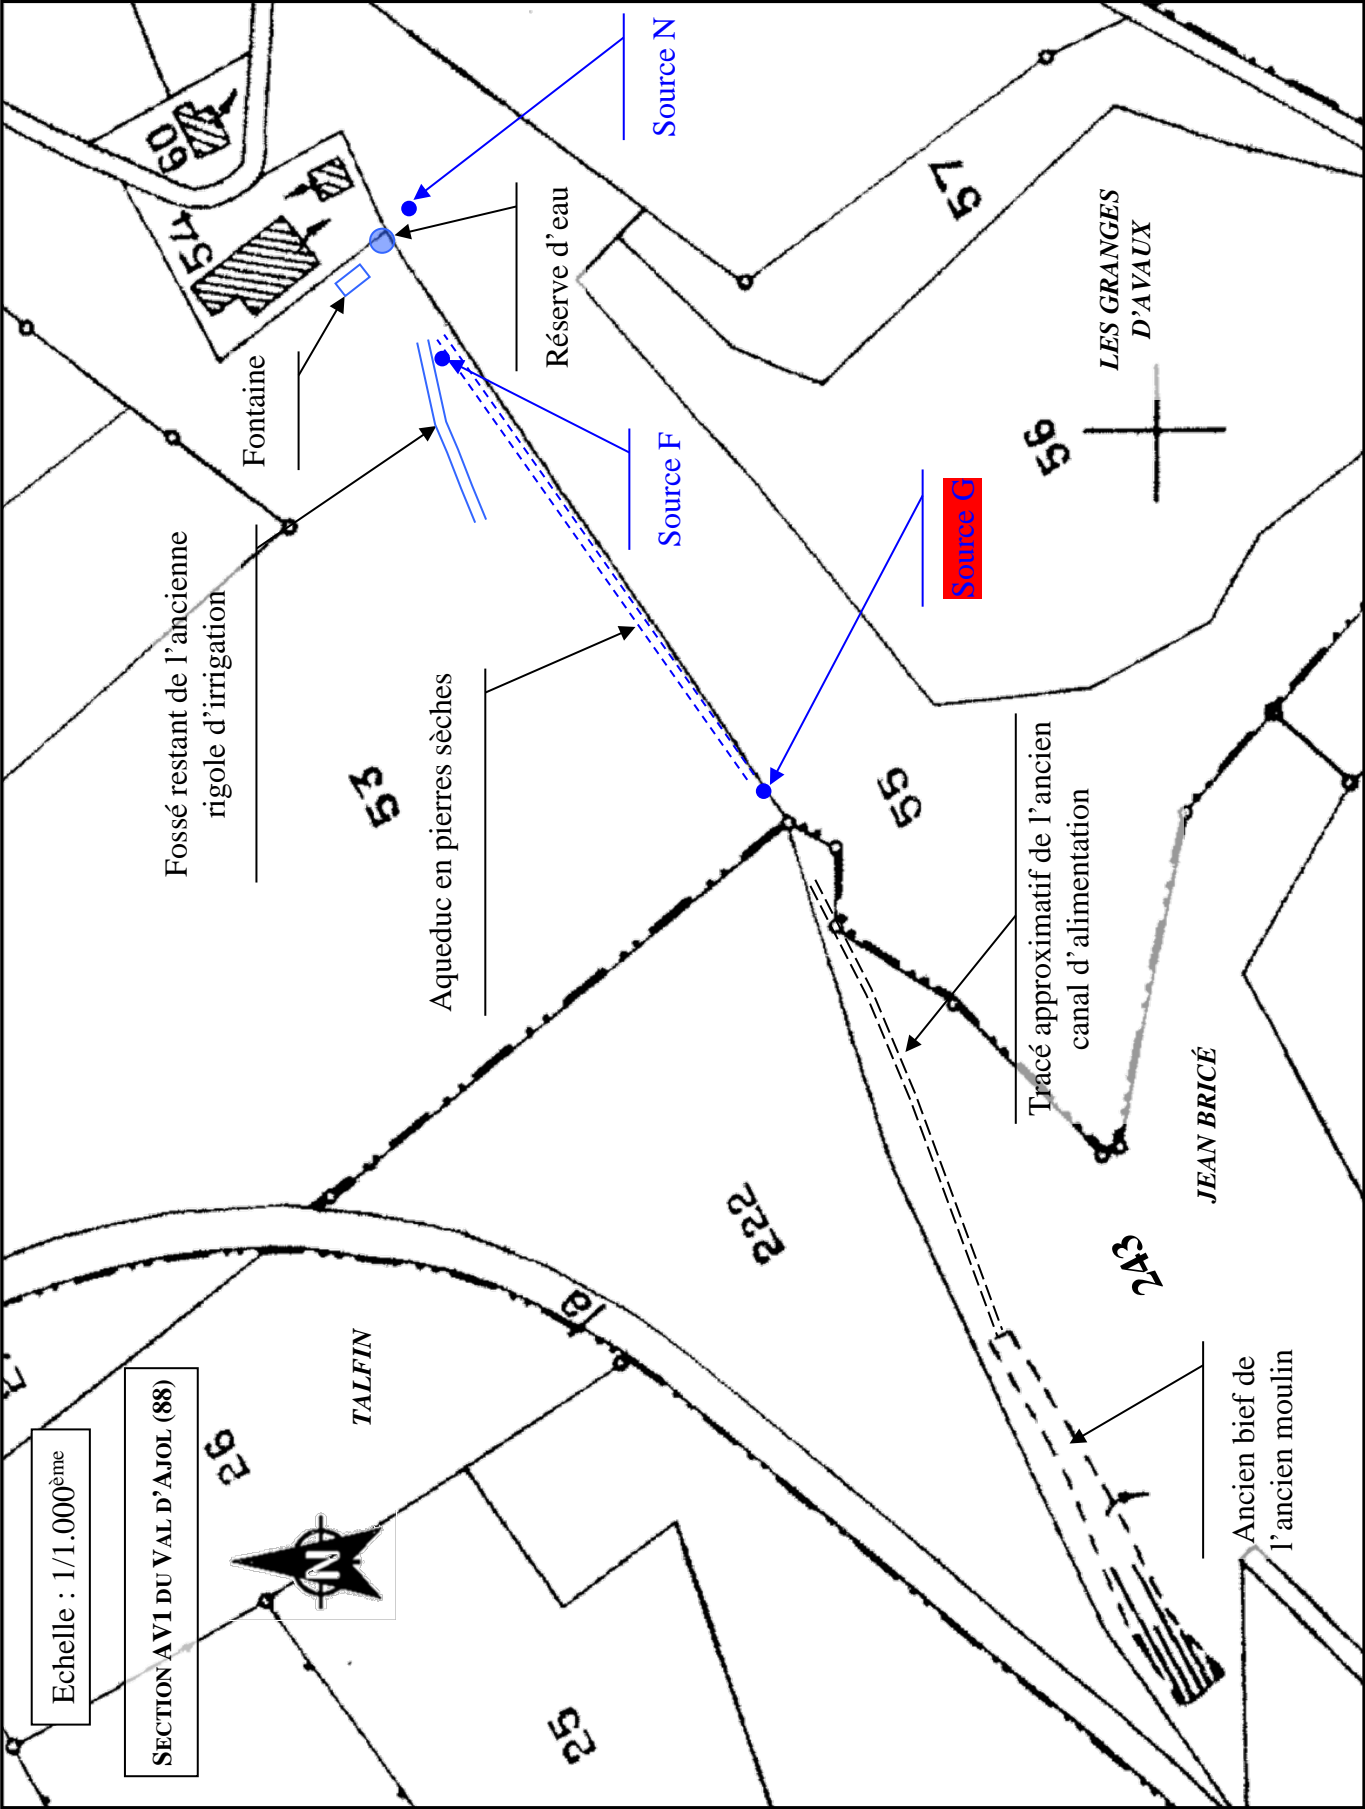 Echelle : 1/1.000ème
SECTION AV1 DU VAL D'AJOL (88)
TALFIN
26
25
Fossé restant de l'ancienne
rigole d'irrigation
Fontaine
Aqueduc en pierres sèches
Réserve d'eau
Source N
Source F
Source G
LES GRANGES
D'AVAUX
Tracé approximatif de l'ancien
canal d'alimentation
JEAN BRICÉ
Ancien bief de
l'ancien moulin
60
54
53
57
56
55
222
243
N